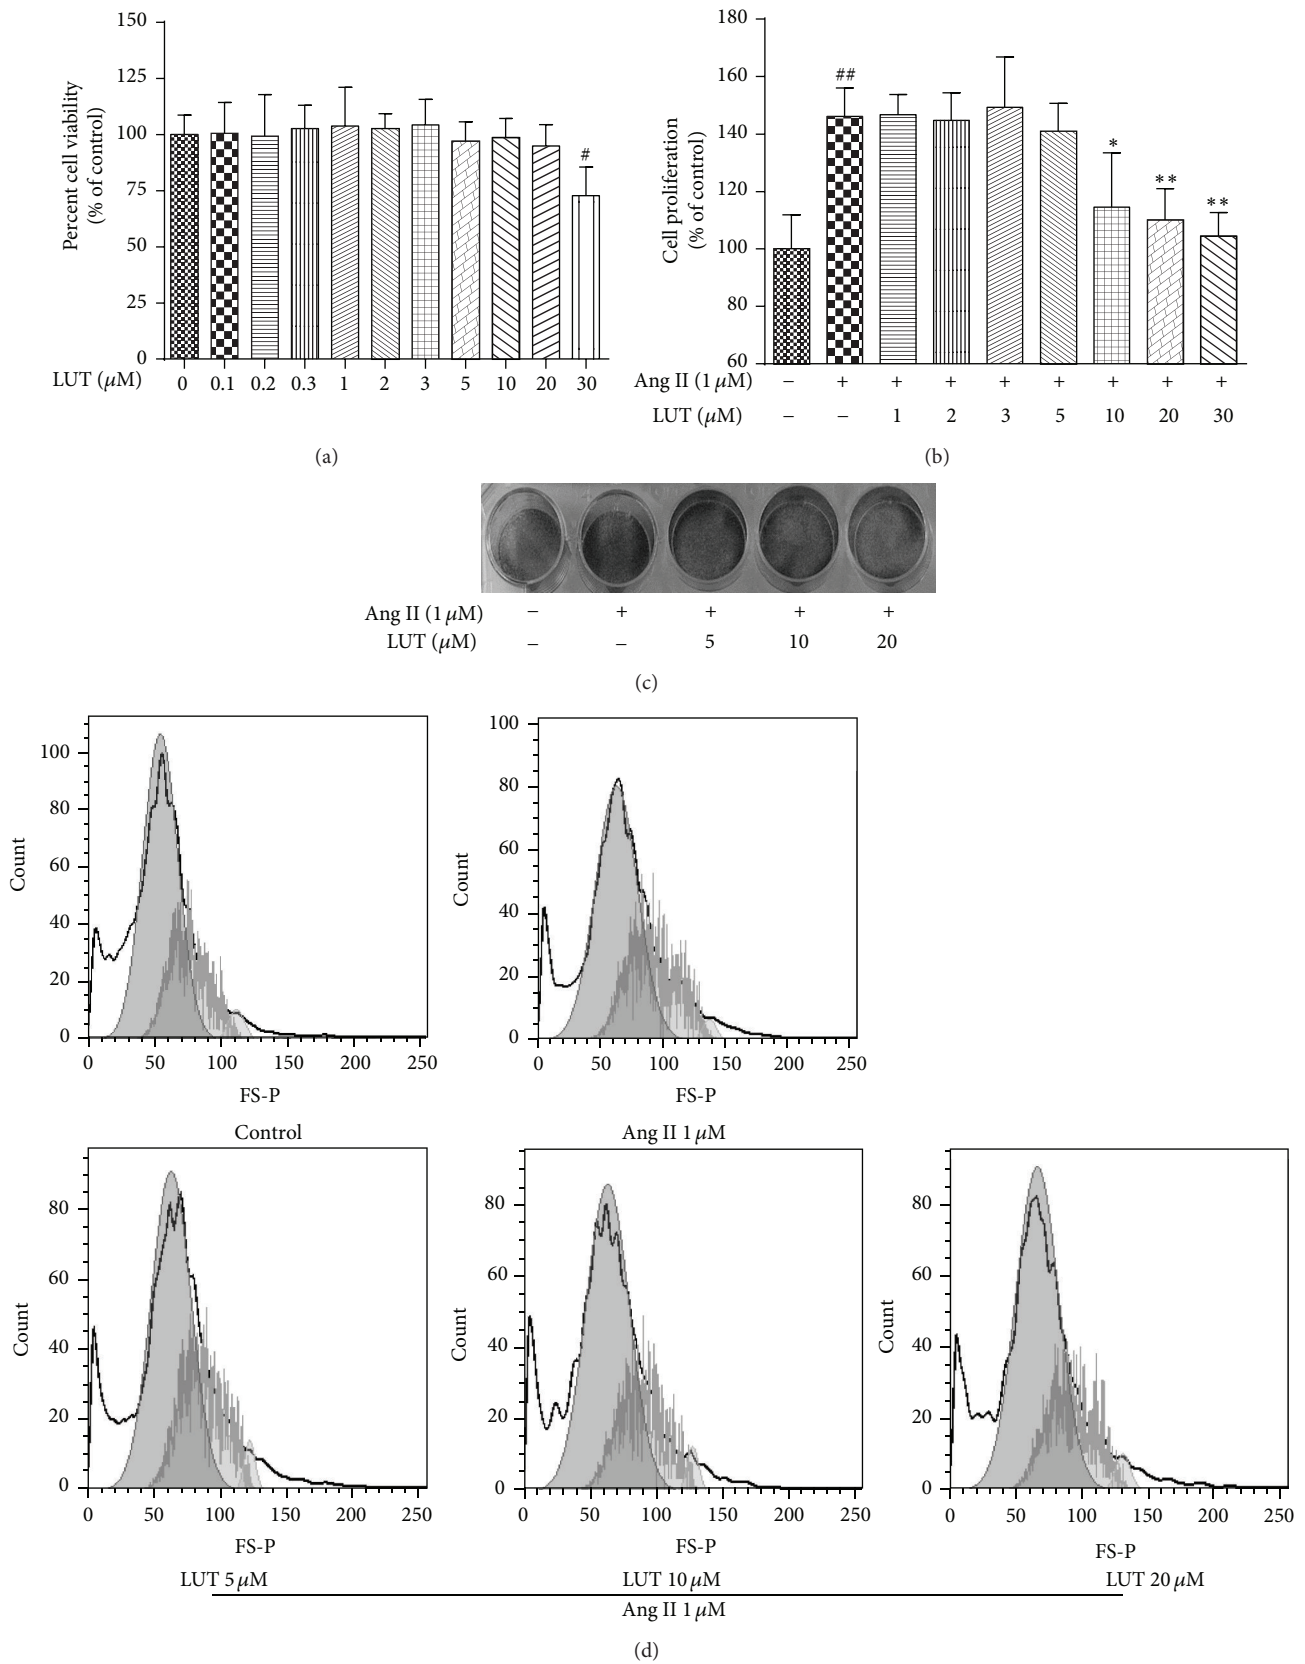 150
125
100
75
50
25
0
Percent cell viability
(% of control)
#
LUT (μM)
0 0.1 0.2 0.3 1 2 3 5 10 20 30
(a)
180
160
140
120
100
80
60
Cell proliferation
(% of control)
##
*
**
**
Ang II (1 μM) – + + + + + + + +
LUT (μM) – – 1 2 3 5 10 20 30
(b)
Ang II (1 μM) – + + + +
LUT (μM) – – 5 10 20
(c)
100
80
60
40
20
0
Count
0 50 100 150 200 250
FS-P
Control
100
80
60
40
20
0
Count
0 50 100 150 200 250
FS-P
Ang II 1 μM
80
60
40
20
0
Count
0 50 100 150 200 250
FS-P
LUT 5 μM
80
60
40
20
0
Count
0 50 100 150 200 250
FS-P
LUT 10 μM
80
60
40
20
0
Count
0 50 100 150 200 250
FS-P
LUT 20 μM
Ang II 1 μM
(d)